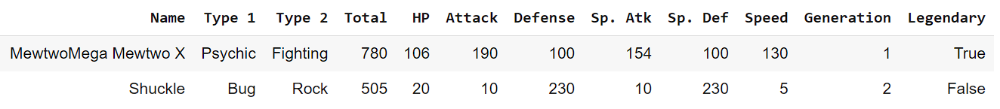 Name Type 1 Type 2 Total HP Attack Defense Sp. Atk Sp. Def Speed Generation Legendary
MewtwoMega Mewtwo X Psychic Fighting 780 106 190 100 154 100 130 1 True
Shuckle Bug Rock 505 20 10 230 10 230 5 2 False